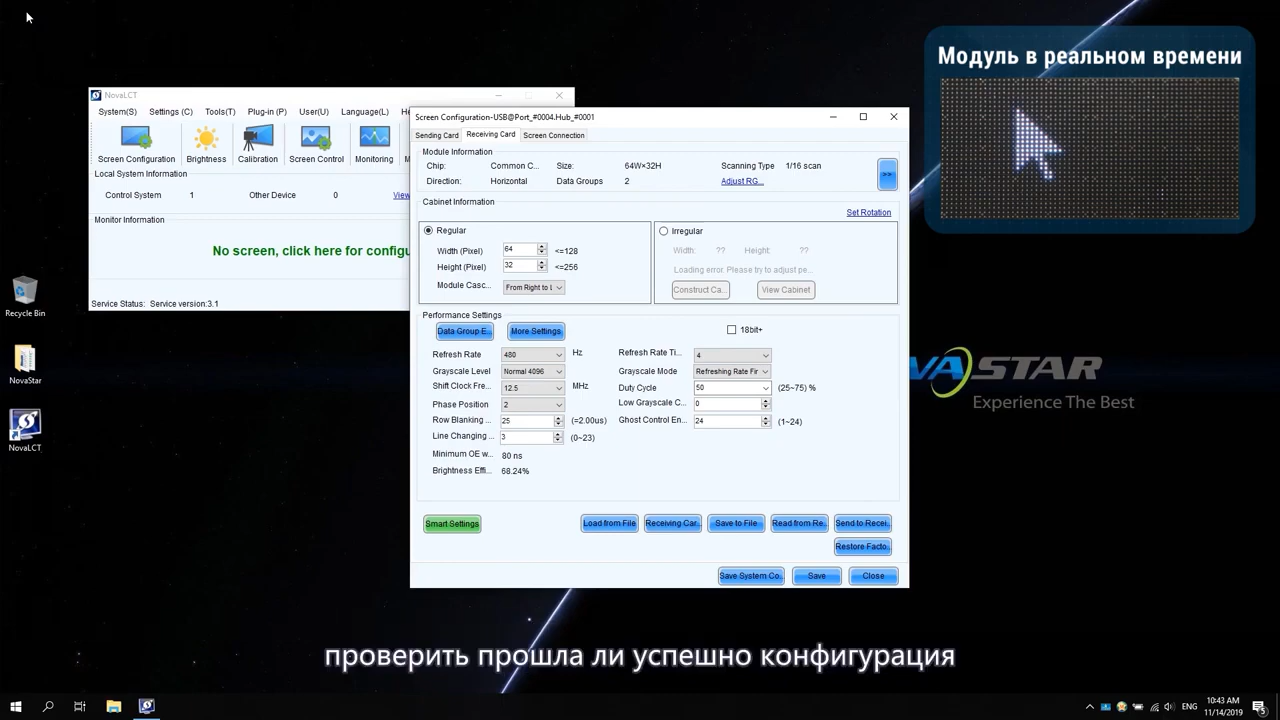 Модуль в реальном времени
NovaLCT
System(S) Settings (C) Tools(T) Plug-in (P) User(U) Language(L)
Screen Configuration Brightness Calibration Screen Control Monitoring
Local System Information
Control System 1 Other Device 0 View
Monitor Information
No screen, click here for configu
Service Status: Service version:3.1
Screen Configuration-USB@Port_#0004.Hub_#0001
Sending Card Receiving Card Screen Connection
Module Information
Chip: Common C... Size: 64W×32H Scanning Type 1/16 scan
Direction: Horizontal Data Groups 2 Adjust RG...
>>
Cabinet Information
Set Rotation
Regular
Width (Pixel) 64 <=128
Height (Pixel) 32 <=256
Module Casc... From Right to L
Irregular
Width: ?? Height: ??
Loading error. Please try to adjust pe...
Construct Ca... View Cabinet
Performance Settings
Data Group E... More Settings 18bit+
Refresh Rate 480 Hz Refresh Rate Ti... 4
Grayscale Level Normal 4096 Grayscale Mode Refreshing Rate Fir
Shift Clock Fre... 12.5 MHz Duty Cycle 50 (25~75) %
Phase Position 2 Low Grayscale C... 0
Row Blanking ... 25 (=2.00us) Ghost Control En... 24 (1~24)
Line Changing ... 3 (0~23)
Minimum OE w... 80 ns
Brightness Effi... 68.24%
Smart Settings Load from File Receiving Car... Save to File Read from Re... Send to Recei...
Restore Facto...
Save System Co... Save Close
Recycle Bin
NovaStar
NovaLCT
VA STAR
Experience The Best
проверить прошла ли успешно конфигурация
ENG
10:43 AM
11/14/2019
5